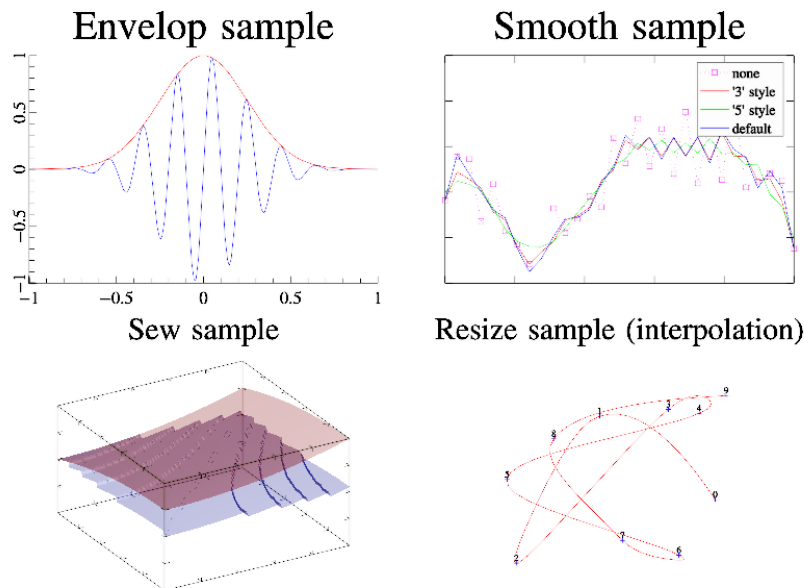 Envelop sample
Smooth sample
1
0.5
0
−0.5
−1
−1
−0.5
0
0.5
1
none
'3' style
'5' style
default
Sew sample
Resize sample (interpolation)
9
1
3
4
8
5
0
7
6
2